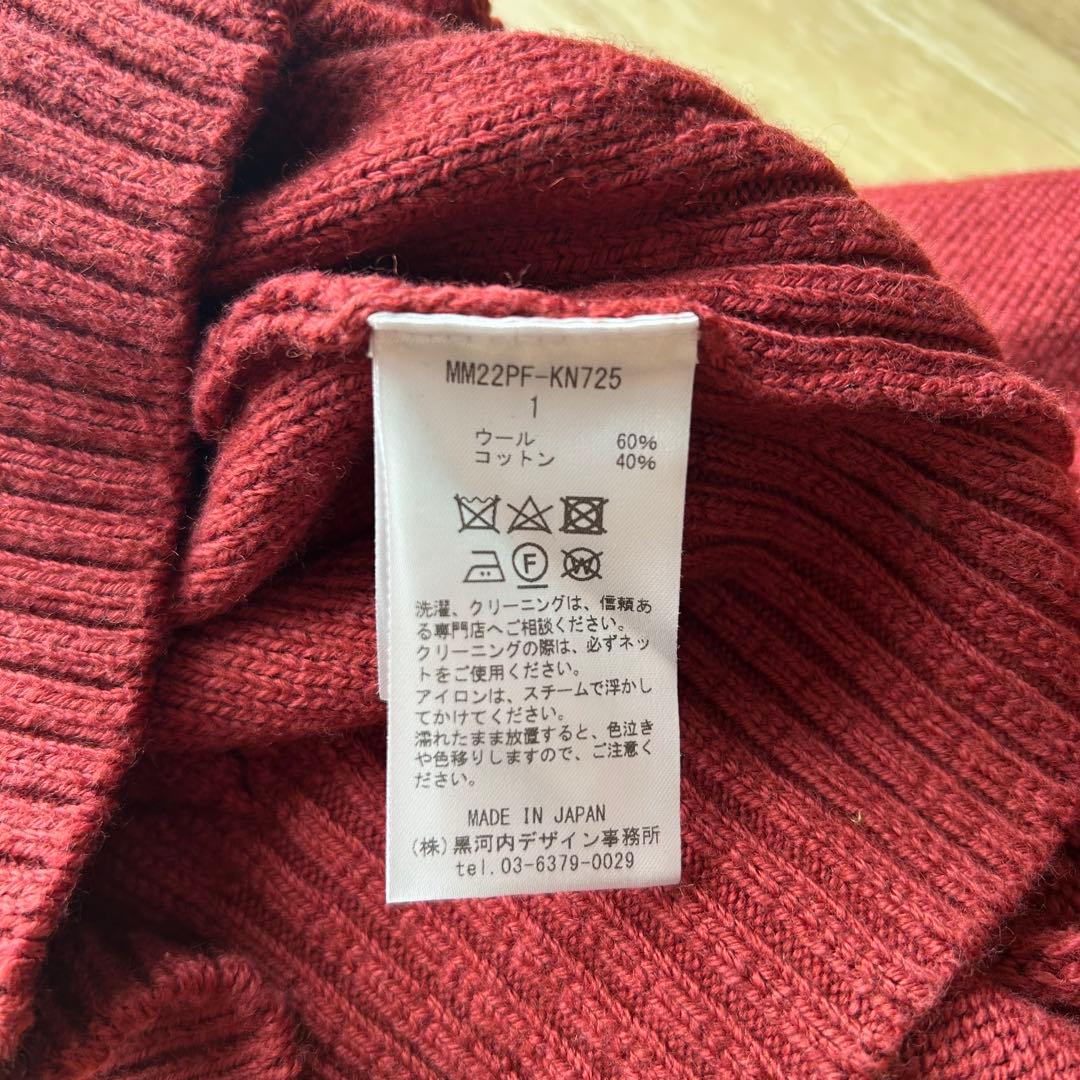 MM22PF-KN725
1
ウール 60%
コットン 40%
F
W
洗濯、クリーニングは、信頼あ
る専門店へご相談ください。
クリーニングの際は、必ずネッ
トをご使用ください。
アイロンは、スチームで浮かし
てかけてください。
濡れたまま放置すると、色泣き
や色移りしますので、ご注意く
ださい。
MADE IN JAPAN
(株)黒河内デザイン事務所
tel.03-6379-0029